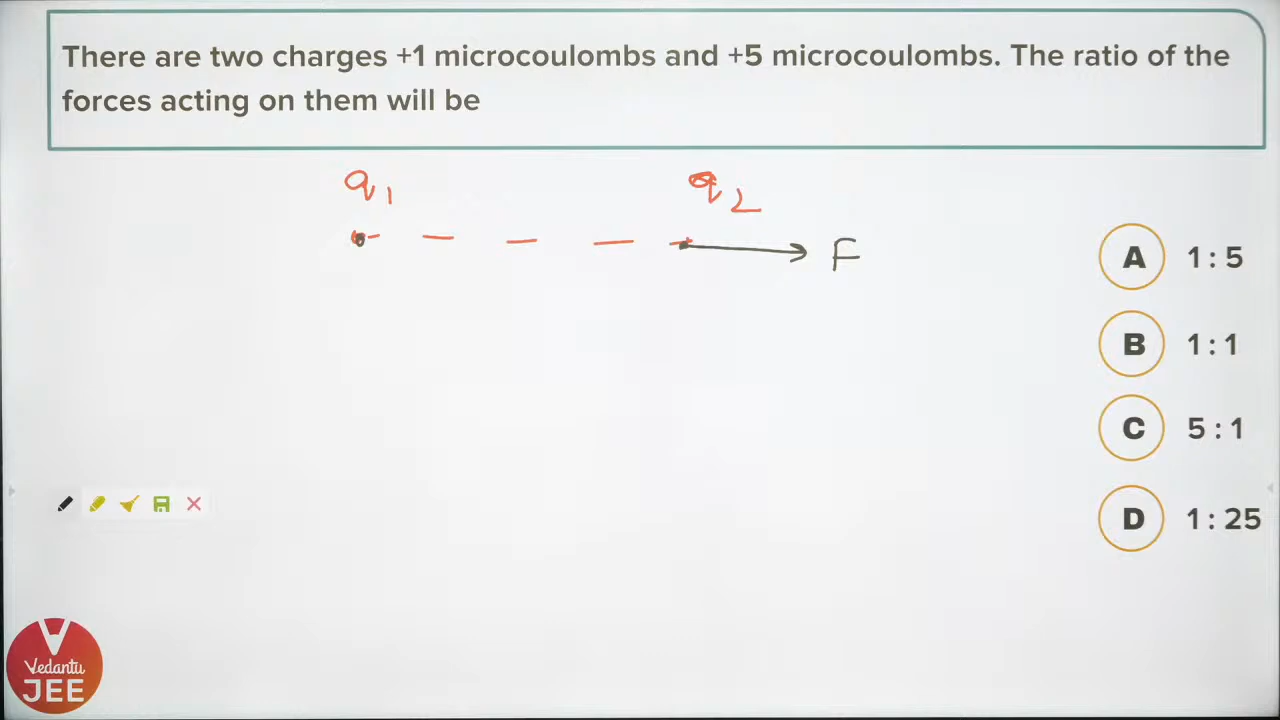 There are two charges +1 microcoulombs and +5 microcoulombs. The ratio of the
forces acting on them will be
q1
q2
F
A 1 : 5
B 1 : 1
C 5 : 1
D 1 : 25
Vedantu
JEE